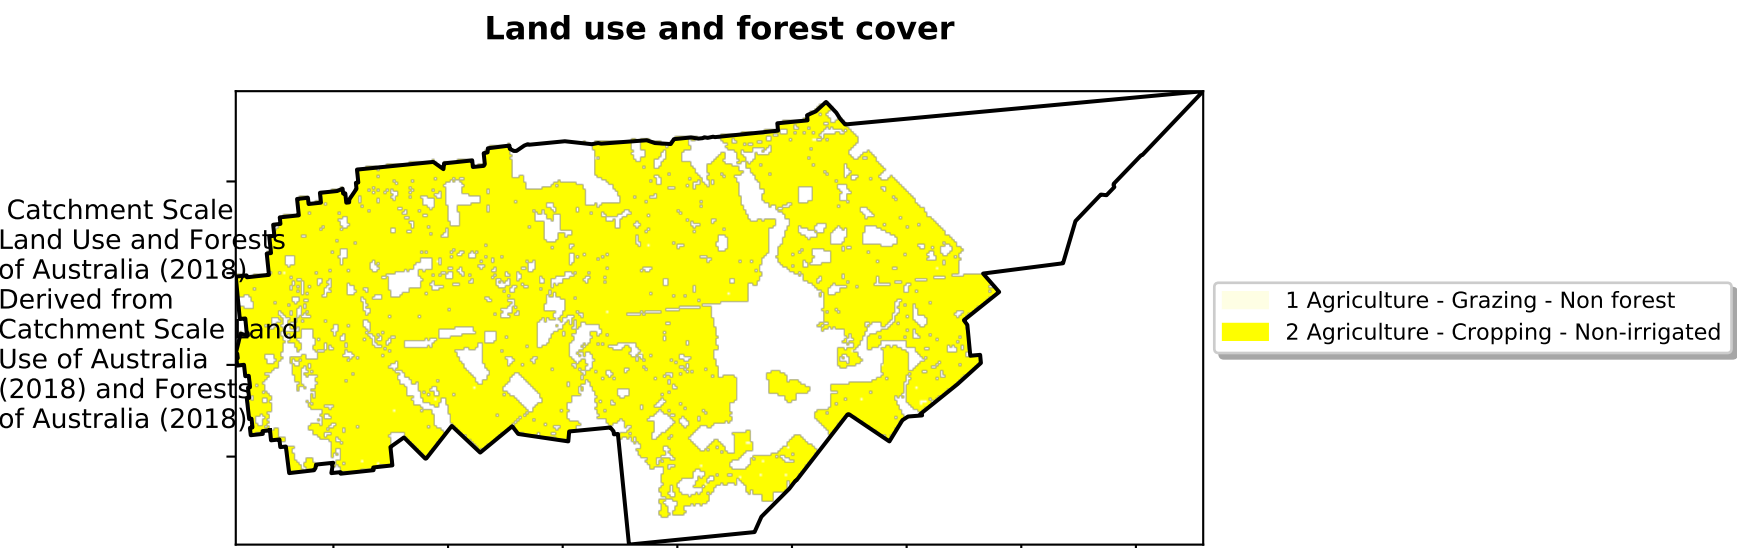 Land use and forest cover
Catchment Scale
Land Use and Forests
of Australia (2018)
Derived from
Catchment Scale Land
Use of Australia
(2018) and Forests
of Australia (2018)
1 Agriculture - Grazing - Non forest
2 Agriculture - Cropping - Non-irrigated